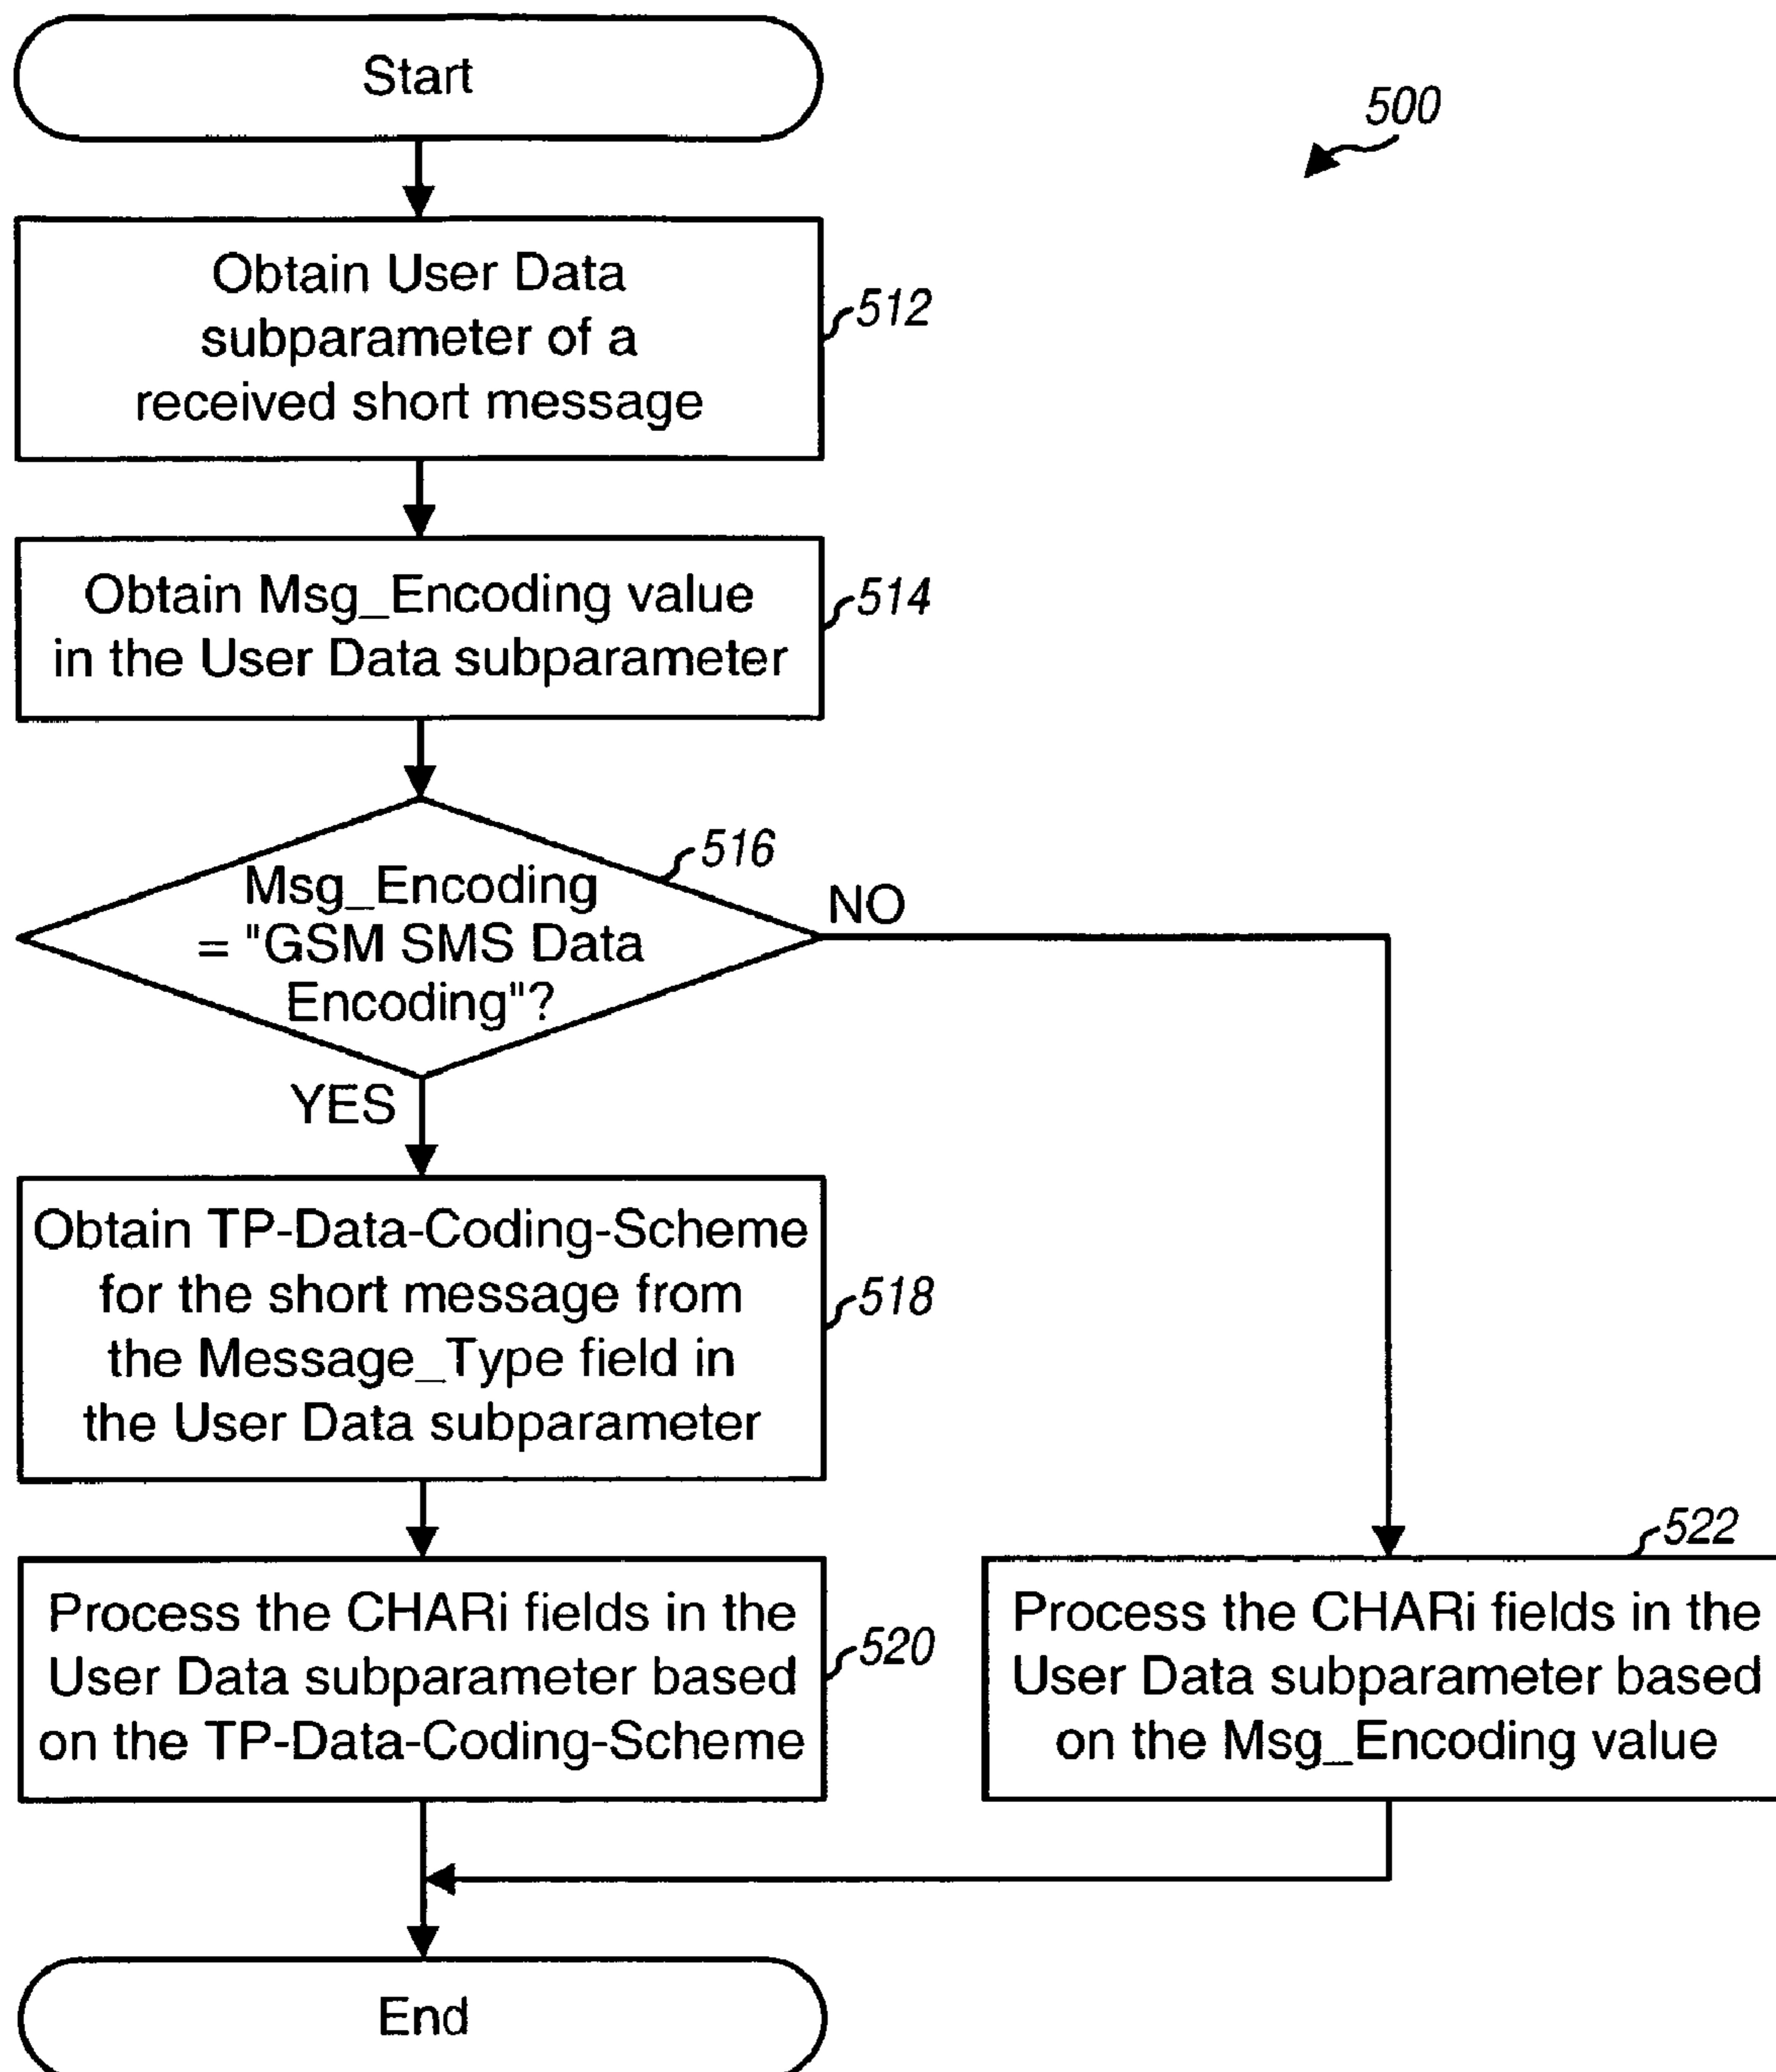 Start
500
Obtain User Data
subparameter of a
received short message
512
Obtain Msg_Encoding value
in the User Data subparameter
514
516
Msg_Encoding
= "GSM SMS Data
Encoding"?
NO
YES
Obtain TP-Data-Coding-Scheme
for the short message from
the Message_Type field in
the User Data subparameter
518
Process the CHARi fields in the
User Data subparameter based
on the TP-Data-Coding-Scheme
520
522
Process the CHARi fields in the
User Data subparameter based
on the Msg_Encoding value
End